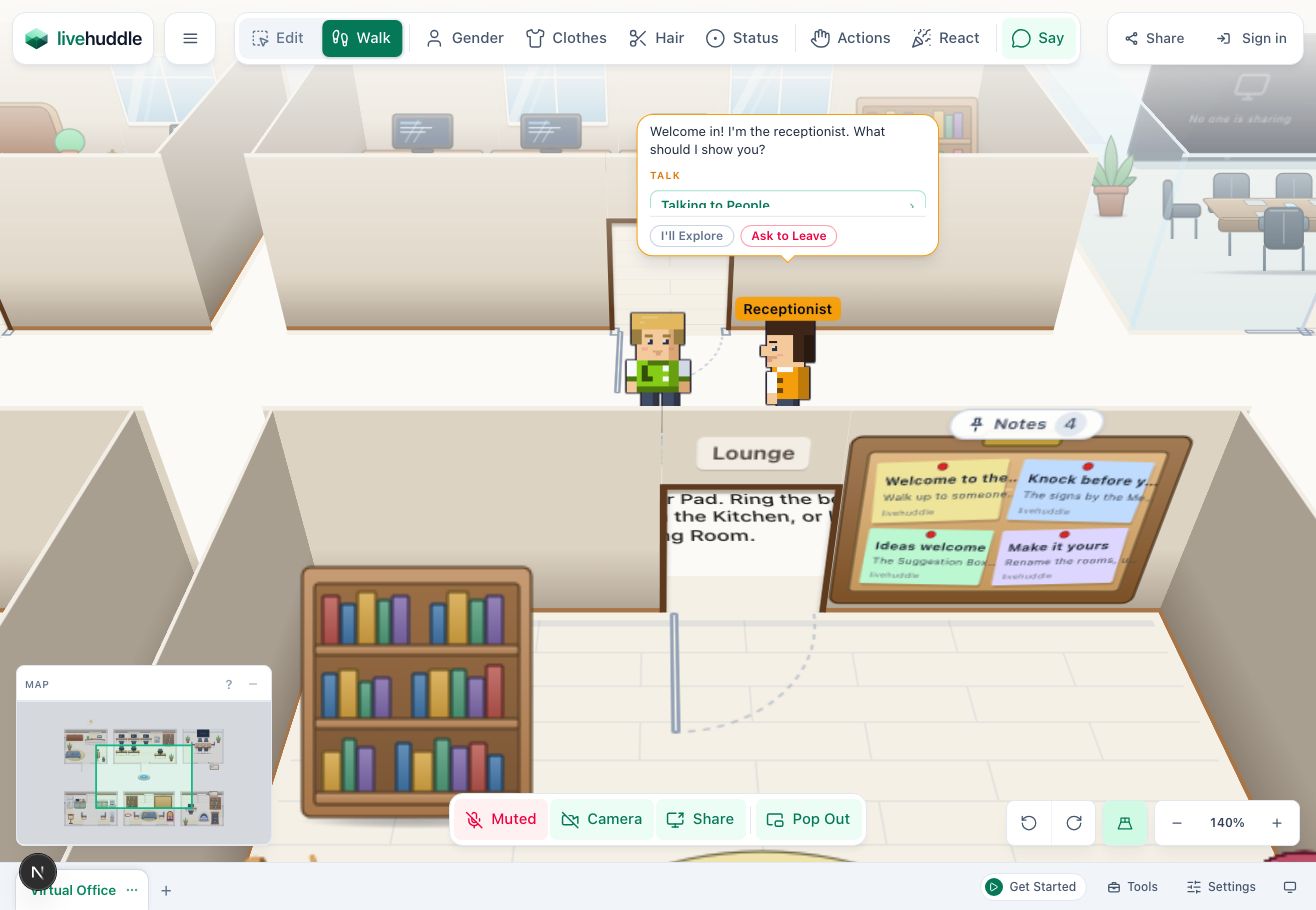 livehuddle
Edit
Walk
Gender
Clothes
Hair
Status
Actions
React
Say
Share
Sign in
No one is sharing
Welcome in! I'm the receptionist. What
should I show you?
TALK
Talking to People
I'll Explore
Ask to Leave
Receptionist
Notes 4
Lounge
Welcome to the...
Walk up to someone...
livehuddle
Knock before y...
The signs by the Me...
livehuddle
r Pad. Ring the be
the Kitchen, or
g Room.
Ideas welcome
The Suggestion Box...
livehuddle
Make it yours
Rename the rooms, u...
livehuddle
MAP ? −
Muted
Camera
Share
Pop Out
− 140% +
N
Virtual Office ... +
Get Started
Tools
Settings